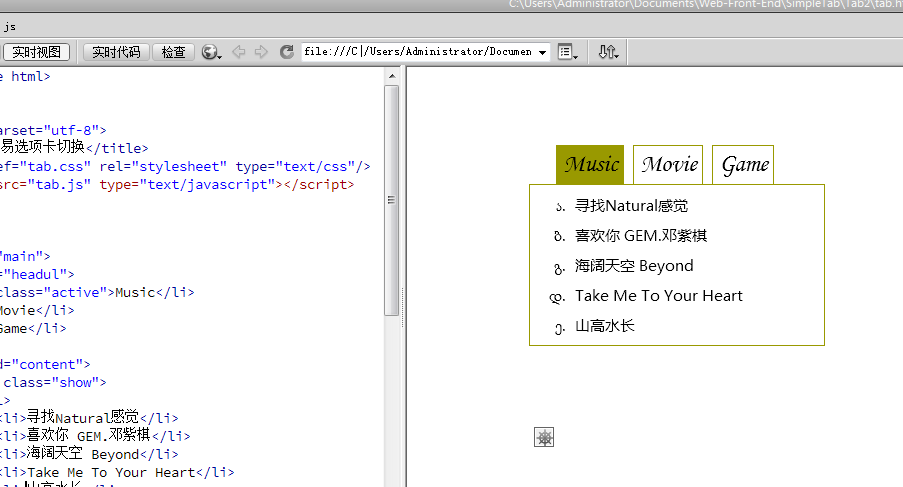 C:\Users\Administrator\Documents\Web-Front-End\SimpleTab\Tab2\tab.h
js
实时视图 实时代码 检查 file:///C|/Users/Administrator/Documen
e html>
arset="utf-8">
易选项卡切换</title>
ef="tab.css" rel="stylesheet" type="text/css"/>
src="tab.js" type="text/javascript"></script>
"main">
="headul">
class="active">Music</li>
Movie</li>
Game</li>
d="content">
class="show">
l>
<li>寻找Natural感觉</li>
<li>喜欢你 GEM.邓紫棋</li>
<li>海阔天空 Beyond</li>
<li>Take Me To Your Heart</li>
<li>山高水长</li>
Music Movie Game
ა. 寻找Natural感觉
ბ. 喜欢你 GEM.邓紫棋
გ. 海阔天空 Beyond
დ. Take Me To Your Heart
ე. 山高水长